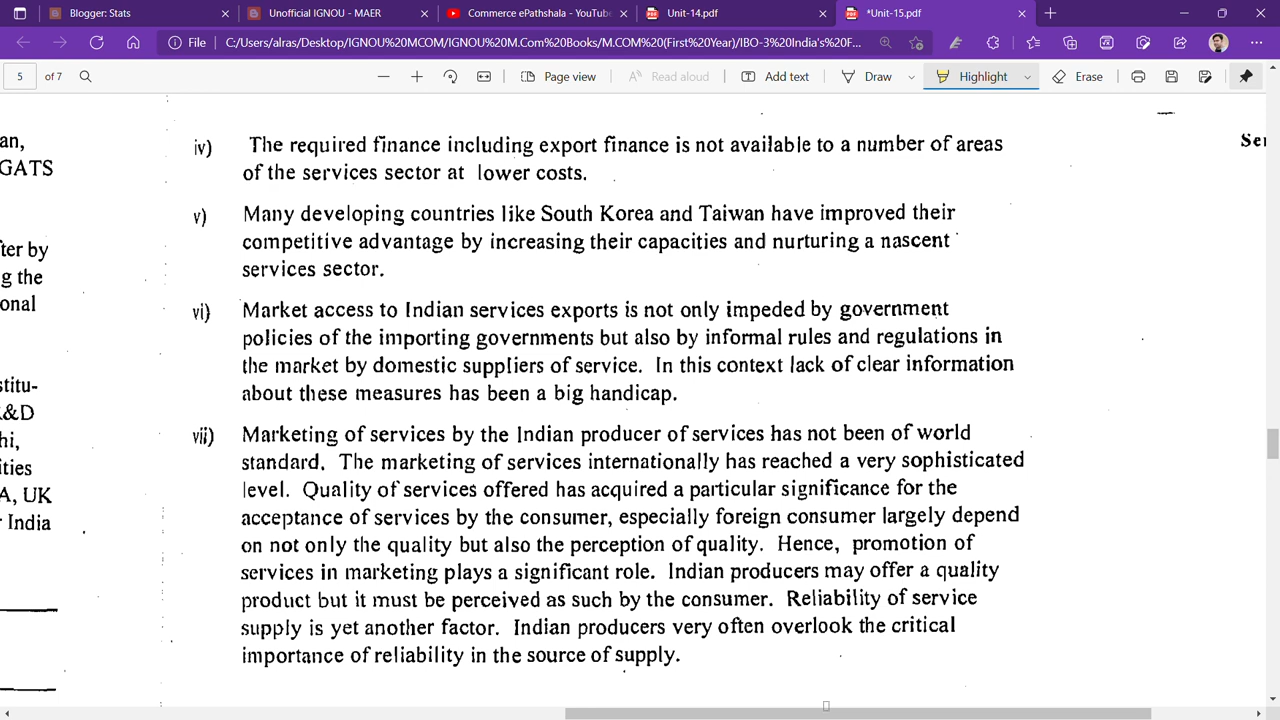 Blogger: Stats
Unofficial IGNOU - MAER
Commerce ePathshala - YouTube
Unit-14.pdf
*Unit-15.pdf
File
C:/Users/alras/Desktop/IGNOU%20MCOM/IGNOU%20M.Com%20Books/M.COM%20(First%20Year)/IBO-3%20India's%20F...
5
of 7
Page view
Read aloud
Add text
Draw
Highlight
Erase
an,
GATS
fter by
g the
onal
stitu-
&D
hi,
ities
A, UK
r India
iv) The required finance including export finance is not available to a number of areas
of the services sector at lower costs.
v) Many developing countries like South Korea and Taiwan have improved their
competitive advantage by increasing their capacities and nurturing a nascent
services sector.
vi) Market access to Indian services exports is not only impeded by government
policies of the importing governments but also by informal rules and regulations in
the market by domestic suppliers of service. In this context lack of clear information
about these measures has been a big handicap.
vii) Marketing of services by the Indian producer of services has not been of world
standard. The marketing of services internationally has reached a very sophisticated
level. Quality of services offered has acquired a particular significance for the
acceptance of services by the consumer, especially foreign consumer largely depend
on not only the quality but also the perception of quality. Hence, promotion of
services in marketing plays a significant role. Indian producers may offer a quality
product but it must be perceived as such by the consumer. Reliability of service
supply is yet another factor. Indian producers very often overlook the critical
importance of reliability in the source of supply.
Ser